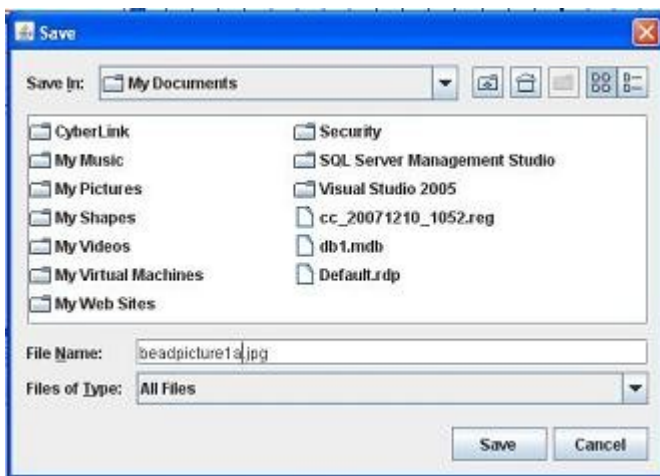 Save
Save In: My Documents
CyberLink
My Music
My Pictures
My Shapes
My Videos
My Virtual Machines
My Web Sites
Security
SQL Server Management Studio
Visual Studio 2005
cc_20071210_1052.reg
db1.mdb
Default.rdp
File Name: beadpicture1a.jpg
Files of Type: All Files
Save Cancel